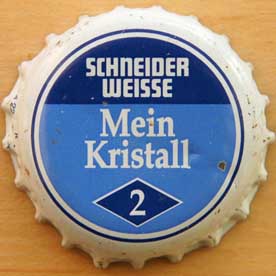 SCHNEIDER
WEISSE
Mein
Kristall
2